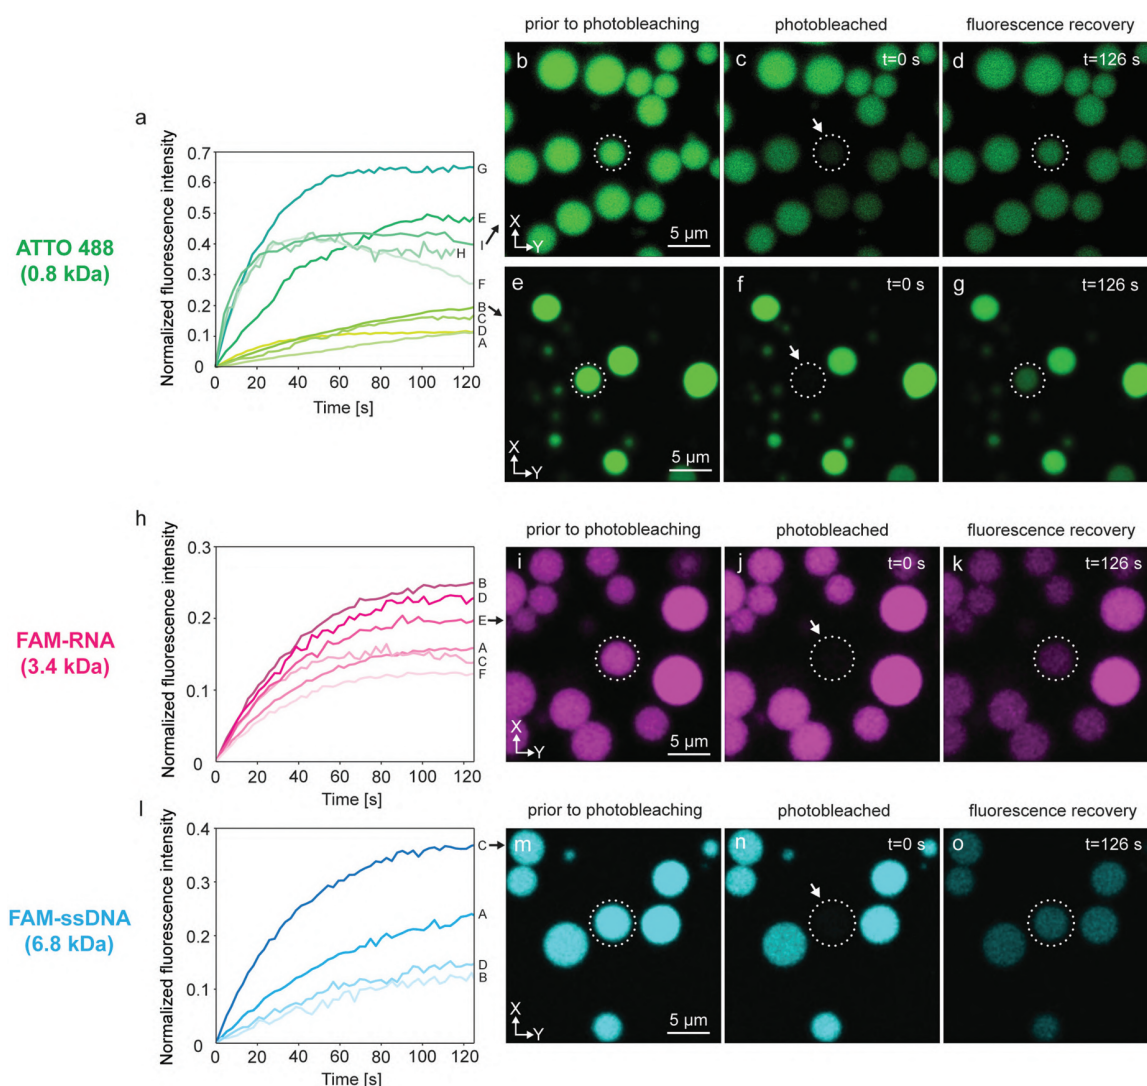 prior to photobleaching
photobleached
fluorescence recovery
ATTO 488
(0.8 kDa)
a
Normalized fluorescence intensity
0.7
0.6
0.5
0.4
0.3
0.2
0.1
0
0 20 40 60 80 100 120
Time [s]
G
E
I
H
F
B
C
D
A
b
X
Y
5 µm
c
t=0 s
d
t=126 s
e
X
Y
5 µm
f
t=0 s
g
t=126 s
FAM-RNA
(3.4 kDa)
h
Normalized fluorescence intensity
0.3
0.2
0.1
0
0 20 40 60 80 100 120
Time [s]
B
D
E
A
C
F
prior to photobleaching
photobleached
fluorescence recovery
i
X
Y
5 µm
j
t=0 s
k
t=126 s
FAM-ssDNA
(6.8 kDa)
l
Normalized fluorescence intensity
0.4
0.3
0.2
0.1
0
0 20 40 60 80 100 120
Time [s]
C
A
D
B
prior to photobleaching
photobleached
fluorescence recovery
m
X
Y
5 µm
n
t=0 s
o
t=126 s